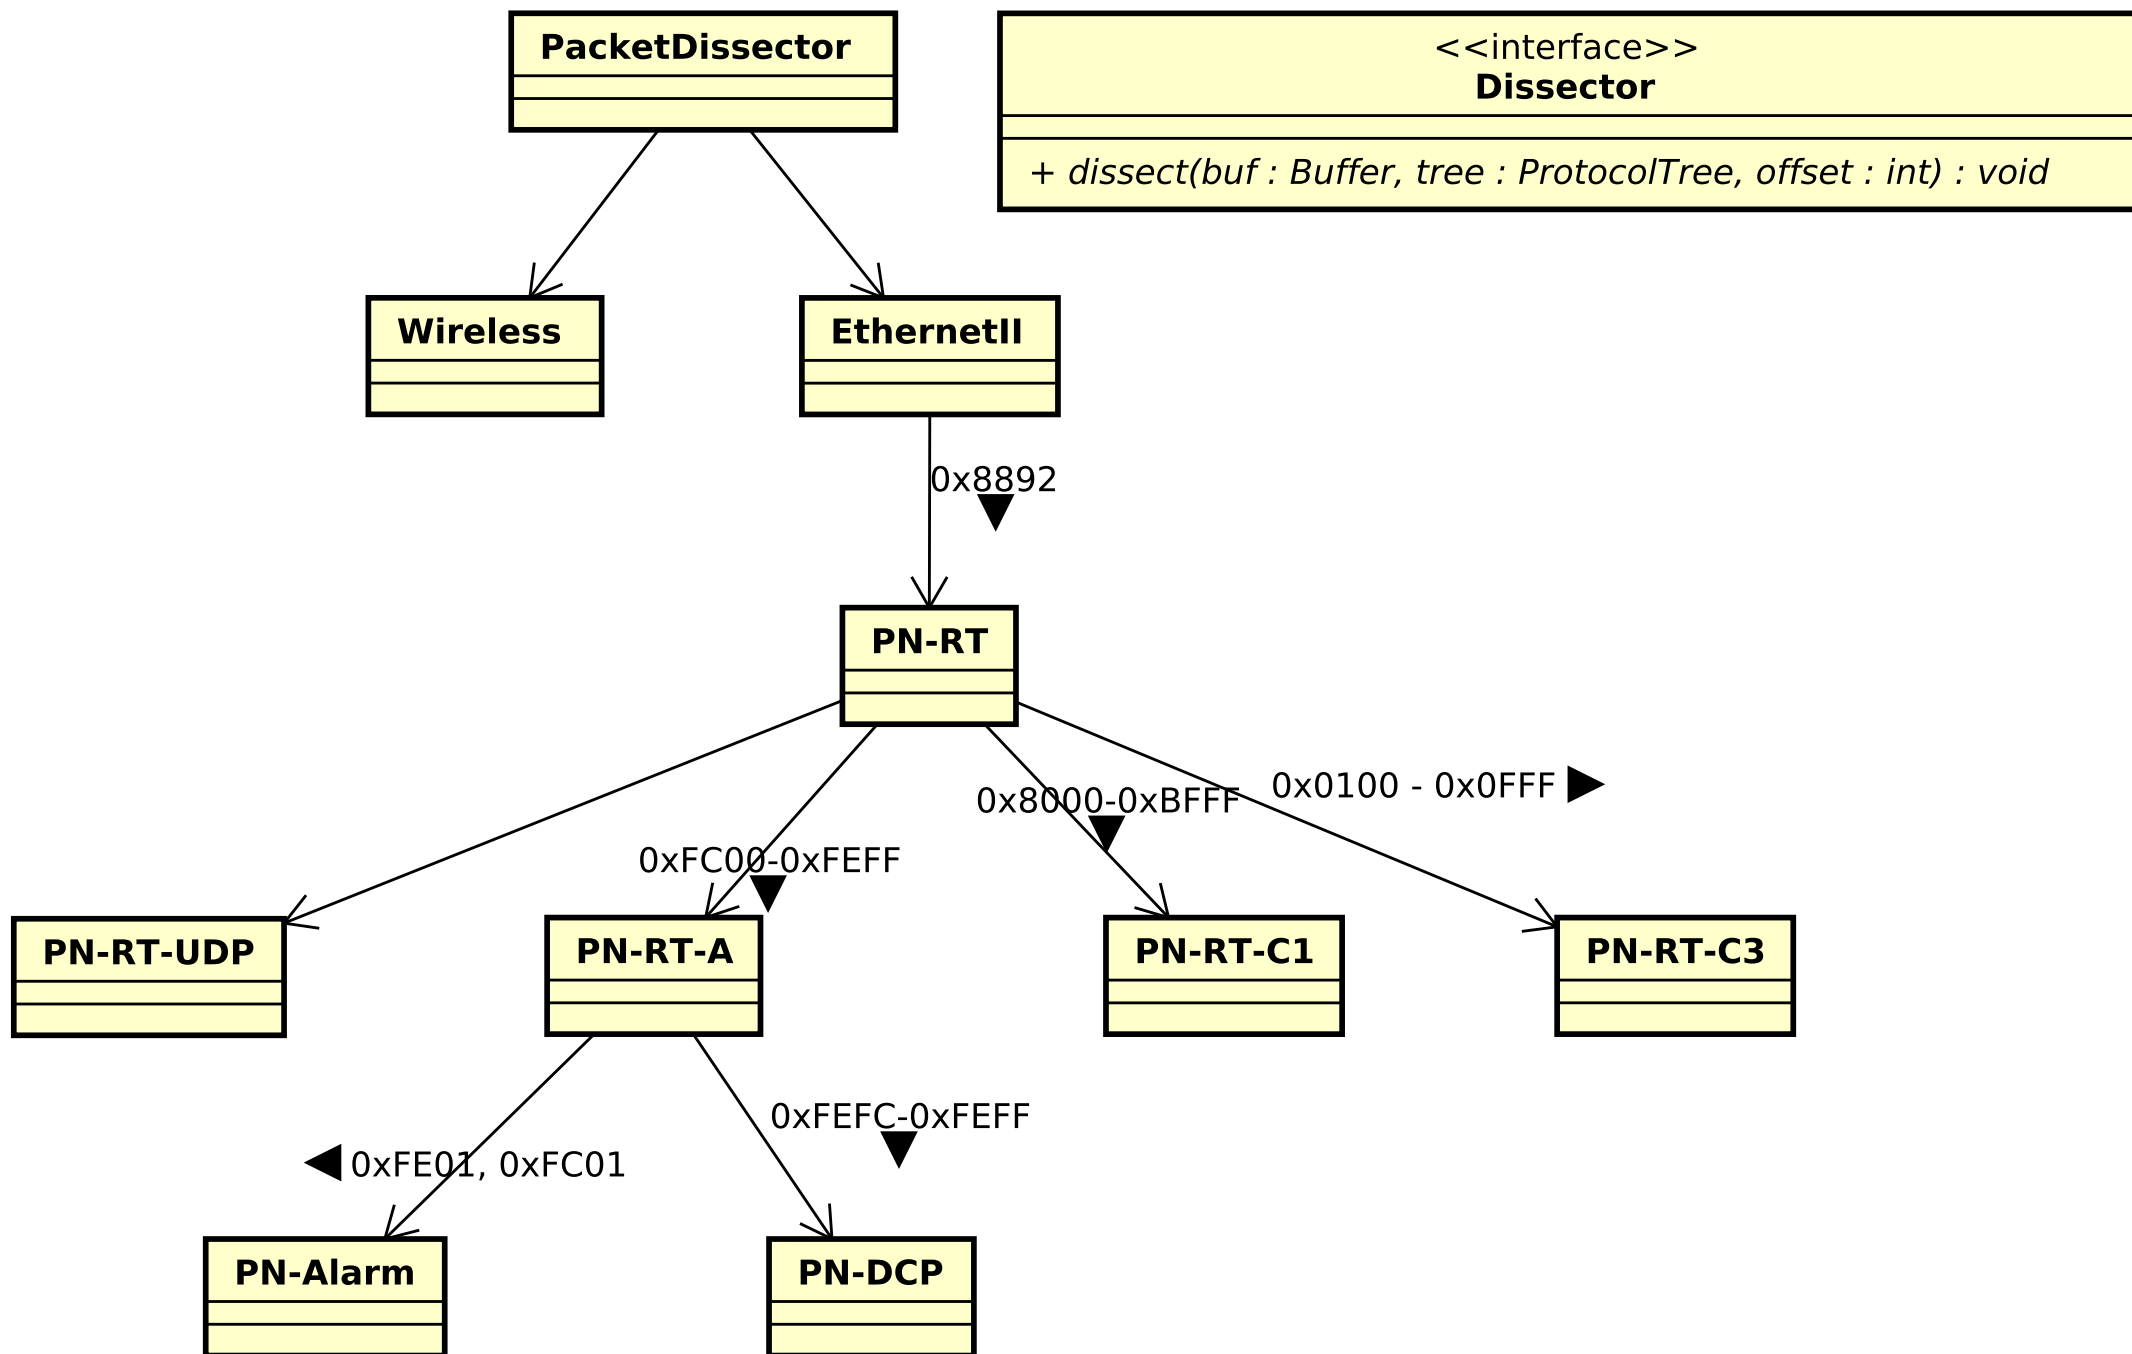 PacketDissector
<<interface>>
Dissector
+ dissect(buf : Buffer, tree : ProtocolTree, offset : int) : void
Wireless
EthernetII
0x8892
PN-RT
0x0100 - 0x0FFF
0x8000-0xBFFF
0xFC00-0xFEFF
PN-RT-UDP
PN-RT-A
PN-RT-C1
PN-RT-C3
0xFEFC-0xFEFF
0xFE01, 0xFC01
PN-Alarm
PN-DCP